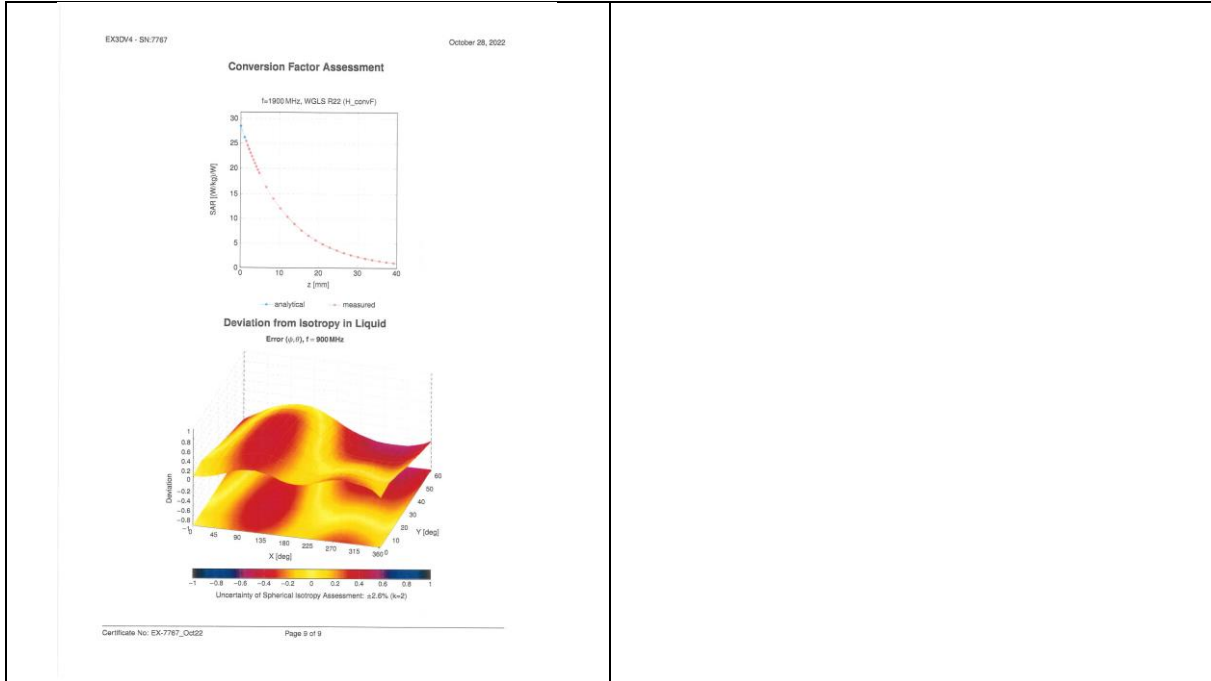 EX3DV4 - SN:7767 October 28, 2022
Conversion Factor Assessment
f=1900 MHz, WGLS R22 (H_convF)
30
25
20
15
10
5
0
SAR [(W/kg)/W]
0 10 20 30 40
z [mm]
analytical measured
Deviation from Isotropy in Liquid
Error (ϕ,θ), f = 900 MHz
1
0.8
0.6
0.4
0.2
0
−0.2
−0.4
−0.6
−0.8
−1
Deviation
0 45 90 135 180 225 270 315 360
X [deg]
0
10
20
30
40
50
60
Y [deg]
−1 −0.8 −0.6 −0.4 −0.2 0 0.2 0.4 0.6 0.8 1
Uncertainty of Spherical Isotropy Assessment: ±2.6% (k=2)
Certificate No: EX-7767_Oct22 Page 9 of 9